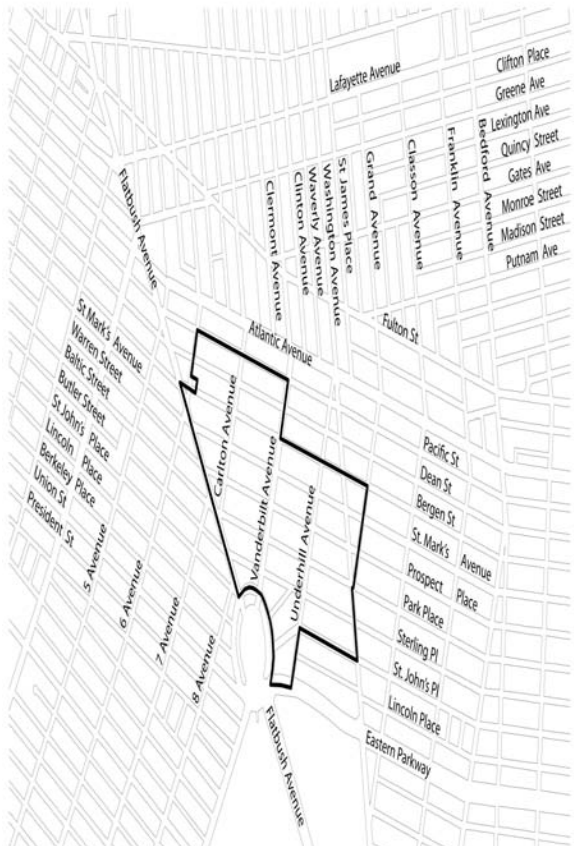 Clifton Place
Greene Ave
Lexington Ave
Quincy Street
Gates Ave
Monroe Street
Madison Street
Putnam Ave
Lafayette Avenue
Bedford Avenue
Franklin Avenue
Classon Avenue
Grand Avenue
St James Place
Washington Avenue
Waverly Avenue
Clinton Avenue
Clermont Avenue
Flatbush Avenue
Fulton St
Atlantic Avenue
St Mark's Avenue
Warren Street
Baltic Street
Butler Street
St John's Place
Lincoln Place
Berkeley Place
Union St
President St
Carlton Avenue
Vanderbilt Avenue
Underhill Avenue
5 Avenue
6 Avenue
7 Avenue
8 Avenue
Pacific St
Dean St
Bergen St
St. Mark's Avenue
Prospect Place
Park Place
Sterling Pl
St. John's Pl
Lincoln Place
Eastern Parkway
Flatbush Avenue